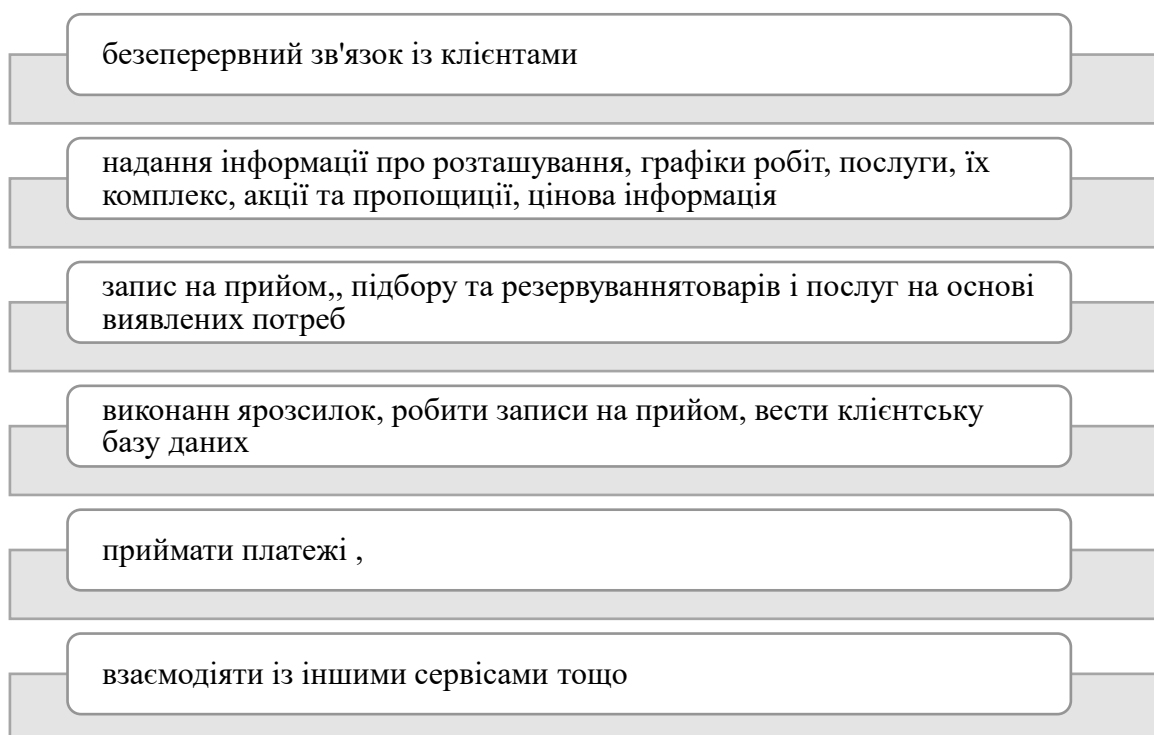 безеперервний зв'язок із клієнтами
надання інформації про розташування, графіки робіт, послуги, їх
комплекс, акції та пропощиції, цінова інформація
запис на прийом,, підбору та резервуваннятоварів і послуг на основі
виявлених потреб
виконанн ярозсилок, робити записи на прийом, вести клієнтську
базу даних
приймати платежі ,
взаємодіяти із іншими сервісами тощо